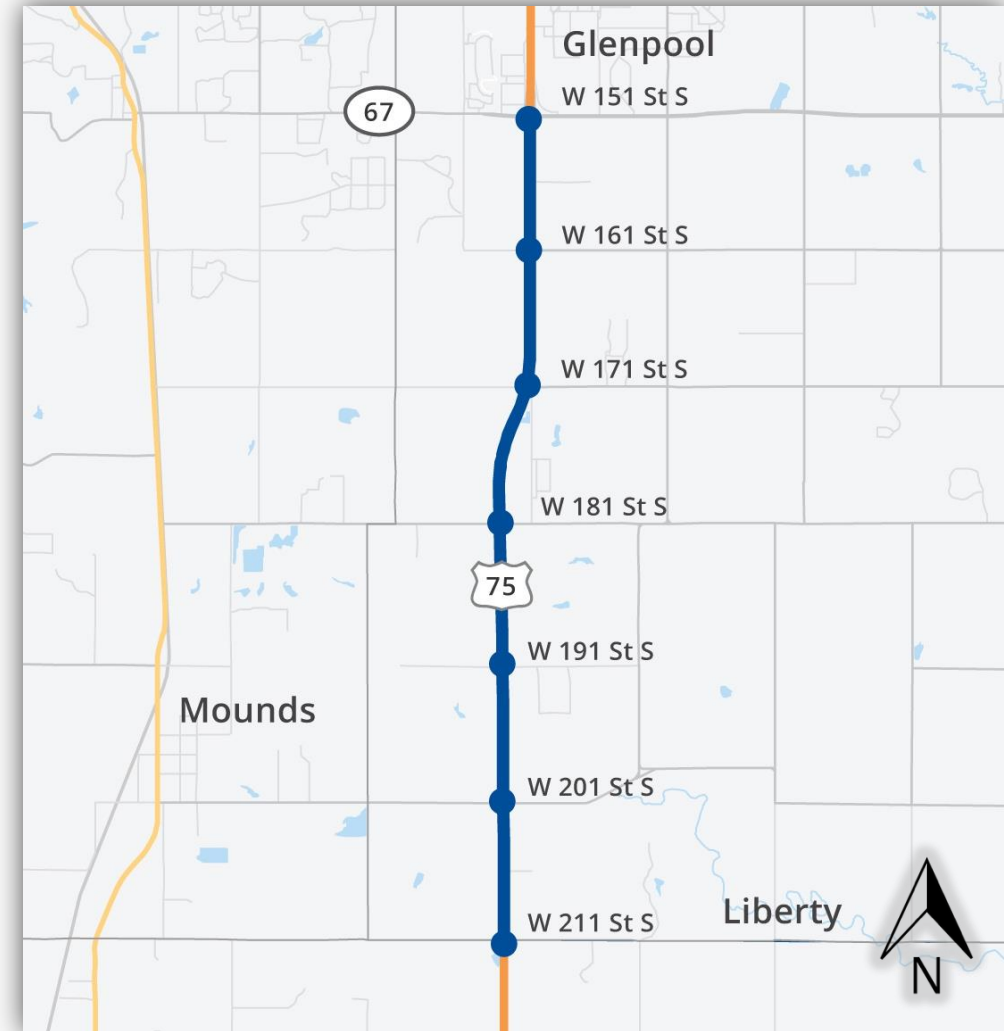 Glenpool
W 151 St S
67
W 161 St S
W 171 St S
W 181 St S
75
W 191 St S
Mounds
W 201 St S
Liberty
W 211 St S
N